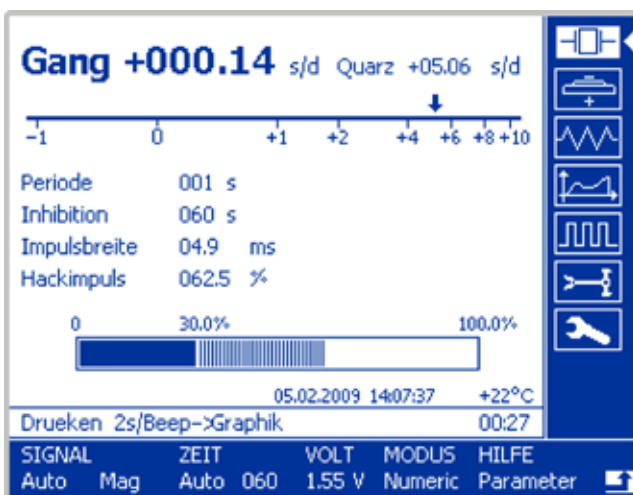 Gang +000.14 s/d Quarz +05.06 s/d
-1 0 +1 +2 +4 +6 +8 +10
Periode 001 s
Inhibition 060 s
Impulsbreite 04.9 ms
Hackimpuls 062.5 %
0 30.0% 100.0%
05.02.2009 14:07:37 +22°C
Drueken 2s/Beep->Graphik 00:27
SIGNAL ZEIT VOLT MODUS HILFE
Auto Mag Auto 060 1.55 V Numeric Parameter